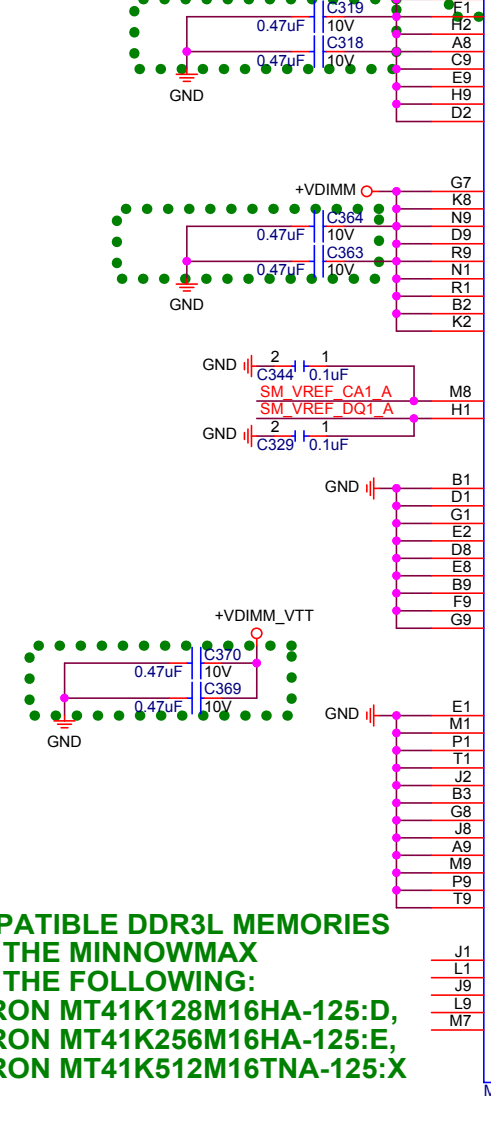 C319
0.47uF
10V
C318
0.47uF
10V
GND
F1
H2
A8
C9
E9
H9
D2
+VDIMM
G7
K8
N9
D9
R9
N1
R1
B2
K2
C364
0.47uF
10V
C363
0.47uF
10V
GND
GND
2
1
C344
0.1uF
SM_VREF_CA1_A
M8
SM_VREF_DQ1_A
H1
GND
2
1
C329
0.1uF
GND
B1
D1
G1
E2
D8
E8
B9
F9
G9
+VDIMM_VTT
C370
0.47uF
10V
C369
0.47uF
10V
GND
GND
E1
M1
P1
T1
J2
B3
G8
J8
A9
M9
P9
T9
PATIBLE DDR3L MEMORIES
THE MINNOWMAX
THE FOLLOWING:
RON MT41K128M16HA-125:D,
RON MT41K256M16HA-125:E,
RON MT41K512M16TNA-125:X
J1
L1
J9
L9
M7